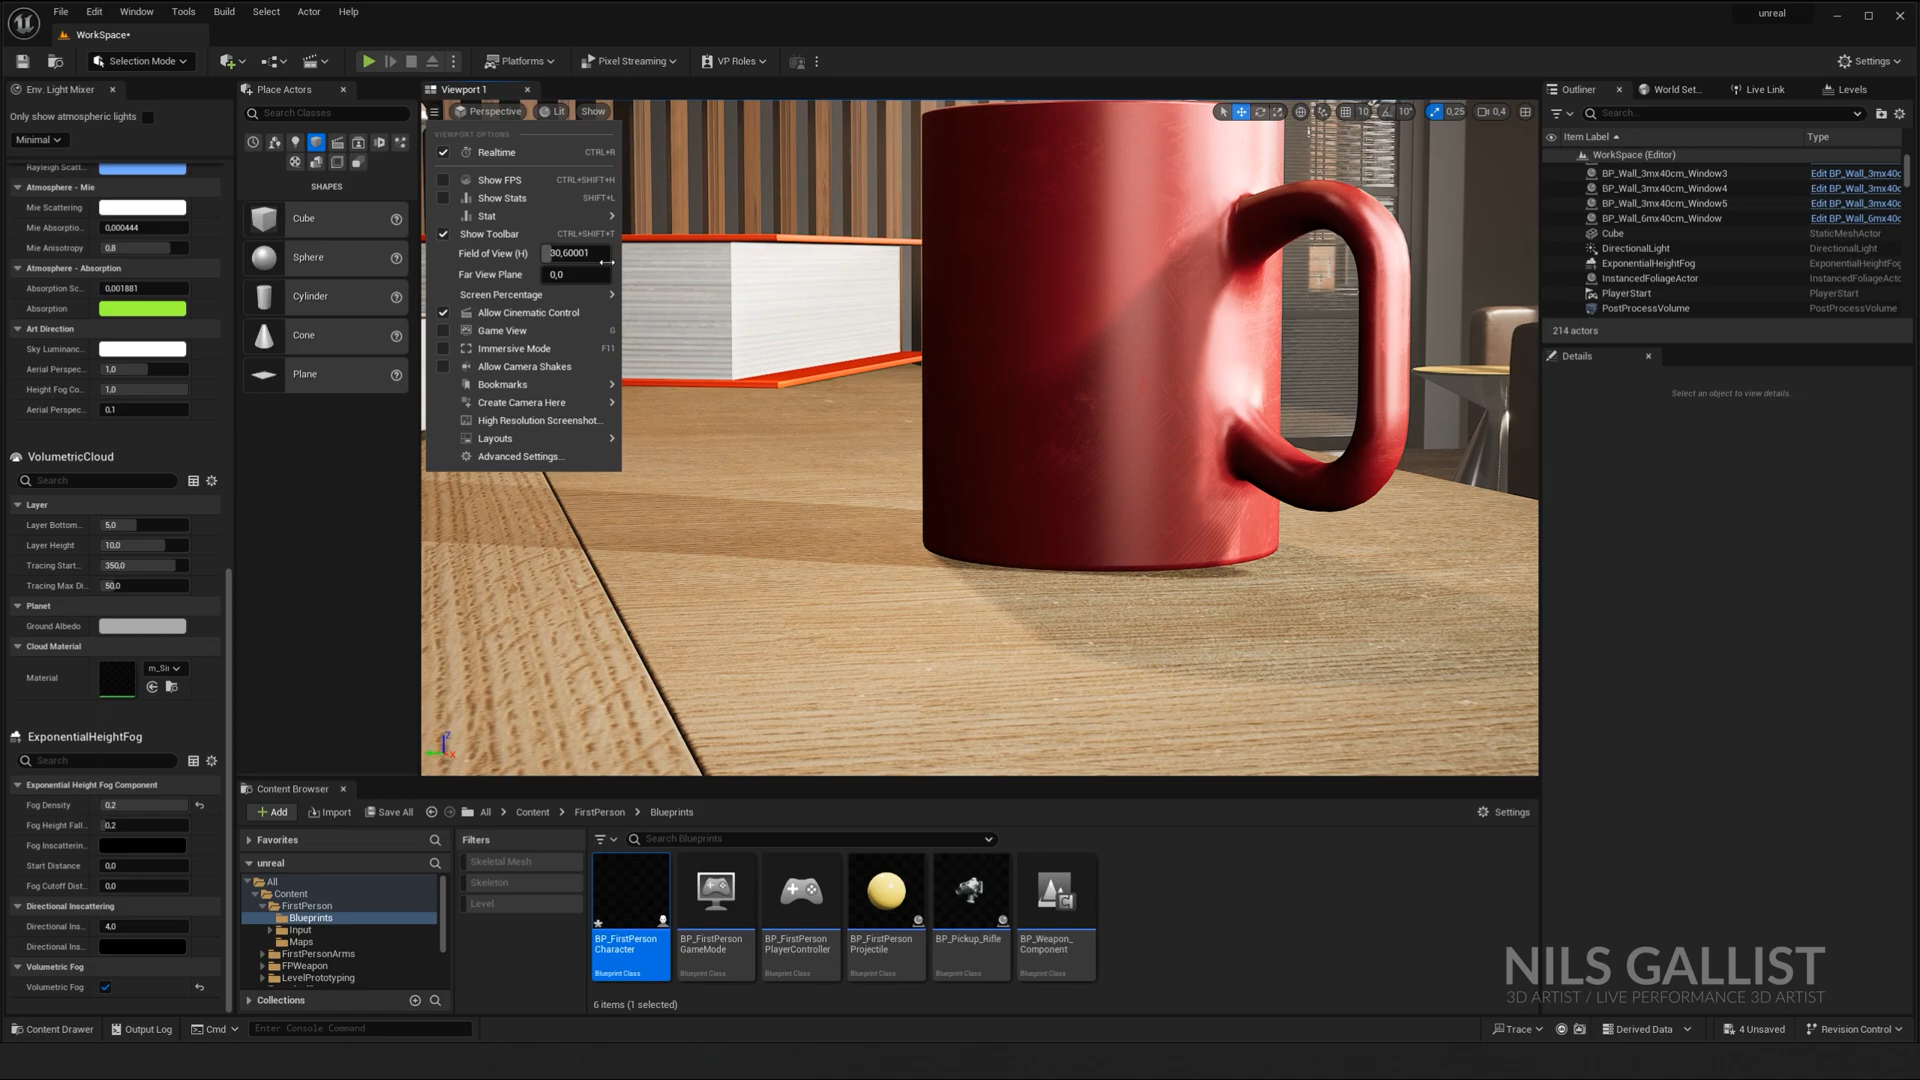 File Edit Window Tools Build Select Actor Help
unreal
WorkSpace•
Selection Mode
Platforms
Pixel Streaming
VP Roles
Settings
Env. Light Mixer
Only show atmospheric lights
Minimal
Rayleigh Scatt...
Atmosphere - Mie
Mie Scattering
Mie Absorptio... 0,000444
Mie Anisotropy 0,8
Atmosphere - Absorption
Absorption Sc... 0,001881
Absorption
Art Direction
Sky Luminanc...
Aerial Perspec... 1,0
Height Fog Co... 1,0
Aerial Perspec... 0,1
VolumetricCloud
Search
Layer
Layer Bottom... 5,0
Layer Height 10,0
Tracing Start... 350,0
Tracing Max Di... 50,0
Planet
Ground Albedo
Cloud Material
Material
ExponentialHeightFog
Search
Exponential Height Fog Component
Fog Density 0,2
Fog Height Fall... 0,2
Fog Inscatterin...
Start Distance 0,0
Fog Cutoff Dist... 0,0
Directional Inscattering
Directional Ins... 4,0
Directional Ins...
Volumetric Fog
Volumetric Fog
Place Actors
Search Classes
SHAPES
Cube
Sphere
Cylinder
Cone
Plane
Viewport 1
Perspective Lit Show
10 10° 0,25 0,4
VIEWPORT OPTIONS
Realtime CTRL+R
Show FPS CTRL+SHIFT+H
Show Stats SHIFT+L
Stat
Show Toolbar CTRL+SHIFT+T
Field of View (H) 30,60001
Far View Plane 0,0
Screen Percentage
Allow Cinematic Control
Game View G
Immersive Mode F11
Allow Camera Shakes
Bookmarks
Create Camera Here
High Resolution Screenshot...
Layouts
Advanced Settings...
Z
X
Outliner
World Set...
Live Link
Levels
Search...
Item Label Type
WorkSpace (Editor)
BP_Wall_3mx40cm_Window3 Edit BP_Wall_3mx40c
BP_Wall_3mx40cm_Window4 Edit BP_Wall_3mx40c
BP_Wall_3mx40cm_Window5 Edit BP_Wall_3mx40c
BP_Wall_6mx40cm_Window Edit BP_Wall_6mx40c
Cube StaticMeshActor
DirectionalLight DirectionalLight
ExponentialHeightFog ExponentialHeightFog
InstancedFoliageActor InstancedFoliageActo
PlayerStart PlayerStart
PostProcessVolume PostProcessVolume
214 actors
Details
Select an object to view details.
Content Browser
Add Import Save All All Content FirstPerson Blueprints Settings
Favorites
unreal
All
Content
FirstPerson
Blueprints
Input
Maps
FirstPersonArms
FPWeapon
LevelPrototyping
Collections
Filters
Skeletal Mesh
Skeleton
Level
Search Blueprints
BP_FirstPerson
Character
Blueprint Class
BP_FirstPerson
GameMode
Blueprint Class
BP_FirstPerson
PlayerController
Blueprint Class
BP_FirstPerson
Projectile
Blueprint Class
BP_Pickup_Rifle
Blueprint Class
BP_Weapon_
Component
Blueprint Class
6 items (1 selected)
NILS GALLIST
3D ARTIST / LIVE PERFORMANCE 3D ARTIST
Content Drawer Output Log Cmd Enter Console Command Trace Derived Data 4 Unsaved Revision Control